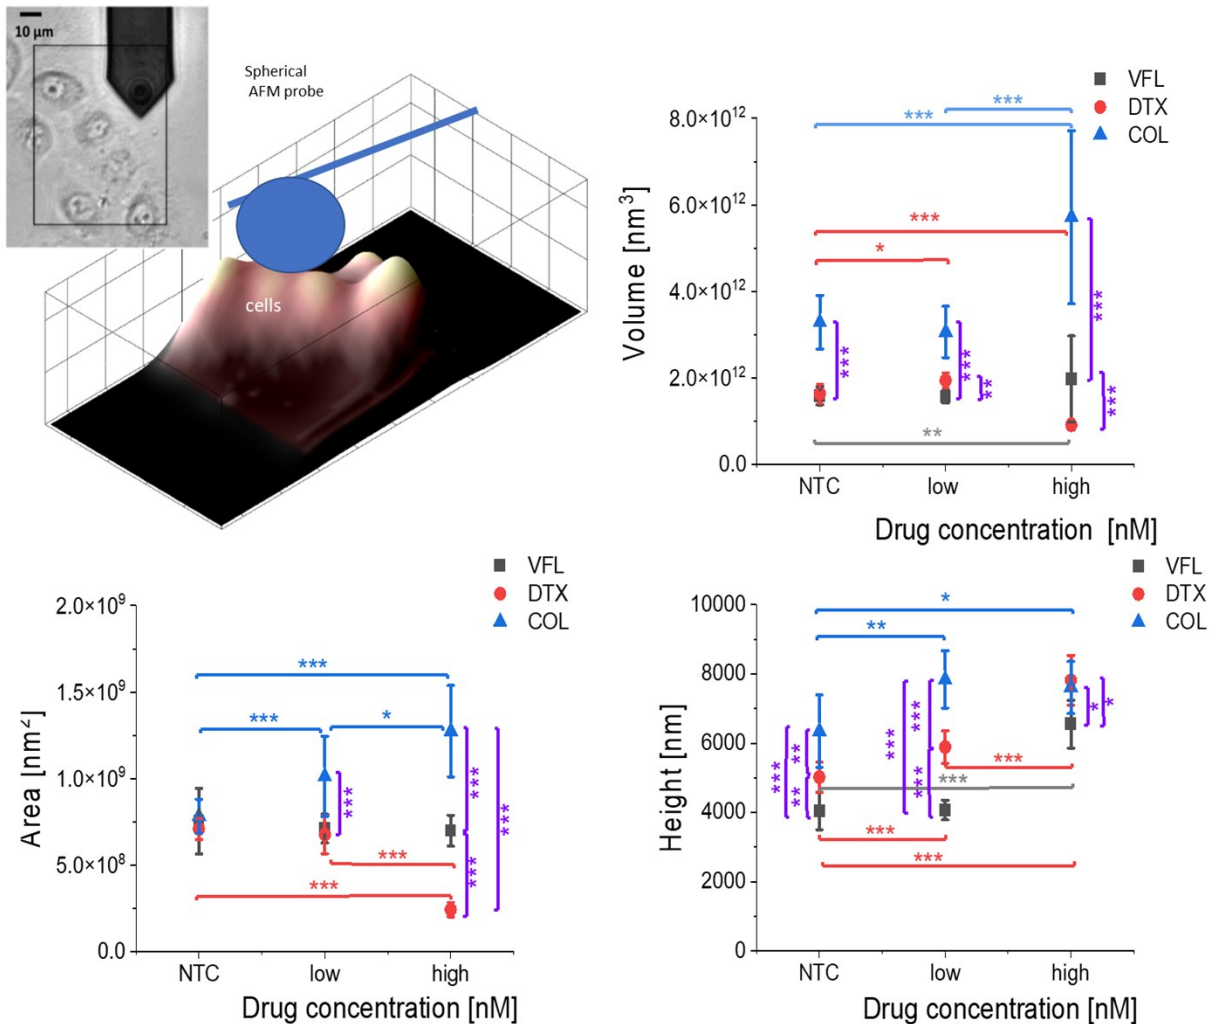 10 µm
Spherical
AFM probe
cells
VFL
DTX
COL
Volume [nm³]
8.0×10¹²
6.0×10¹²
4.0×10¹²
2.0×10¹²
0.0
***
***
***
*
***
***
**
***
***
**
NTC low high
Drug concentration [nM]
VFL
DTX
COL
Area [nm²]
2.0×10⁹
1.5×10⁹
1.0×10⁹
5.0×10⁸
0.0
***
***
*
***
***
***
***
***
***
NTC low high
Drug concentration [nM]
VFL
DTX
COL
Height [nm]
10000
8000
6000
4000
2000
0
*
**
***
**
**
***
***
***
*
*
***
***
***
***
NTC low high
Drug concentration [nM]